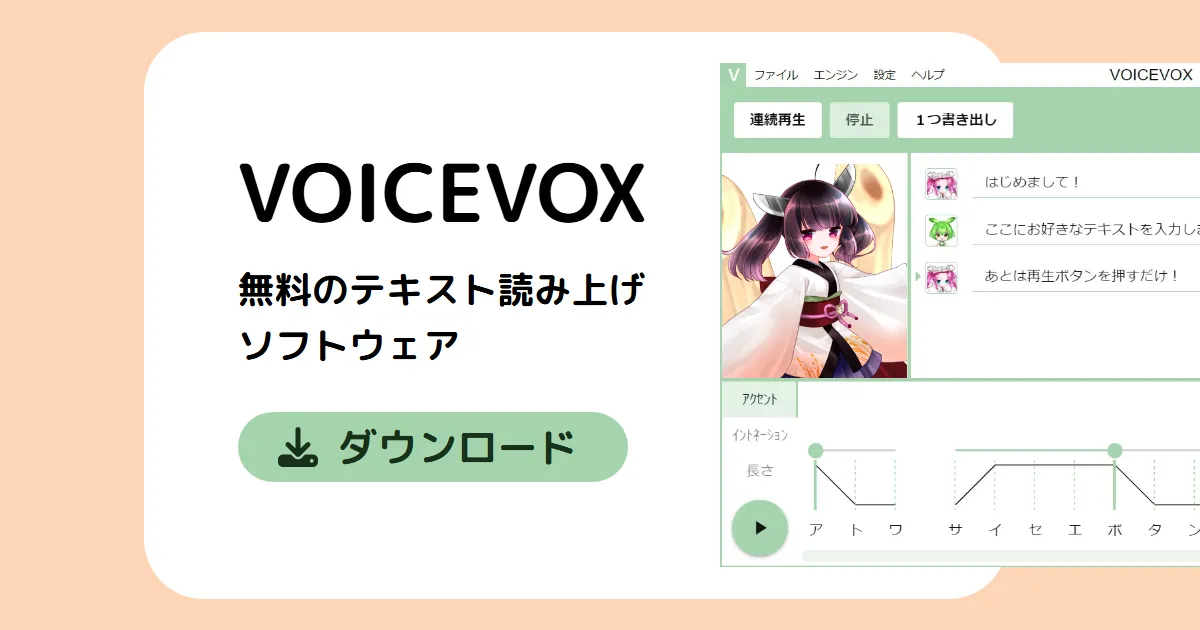 VOICEVOX
無料のテキスト読み上げ
ソフトウェア
ダウンロード
V ファイル エンジン 設定 ヘルプ VOICEVOX
連続再生 停止 1つ書き出し
はじめまして！
ここにお好きなテキストを入力しま
あとは再生ボタンを押すだけ！
アクセント
イントネーション
長さ
ア ト ワ サ イ セ エ ボ タ ン